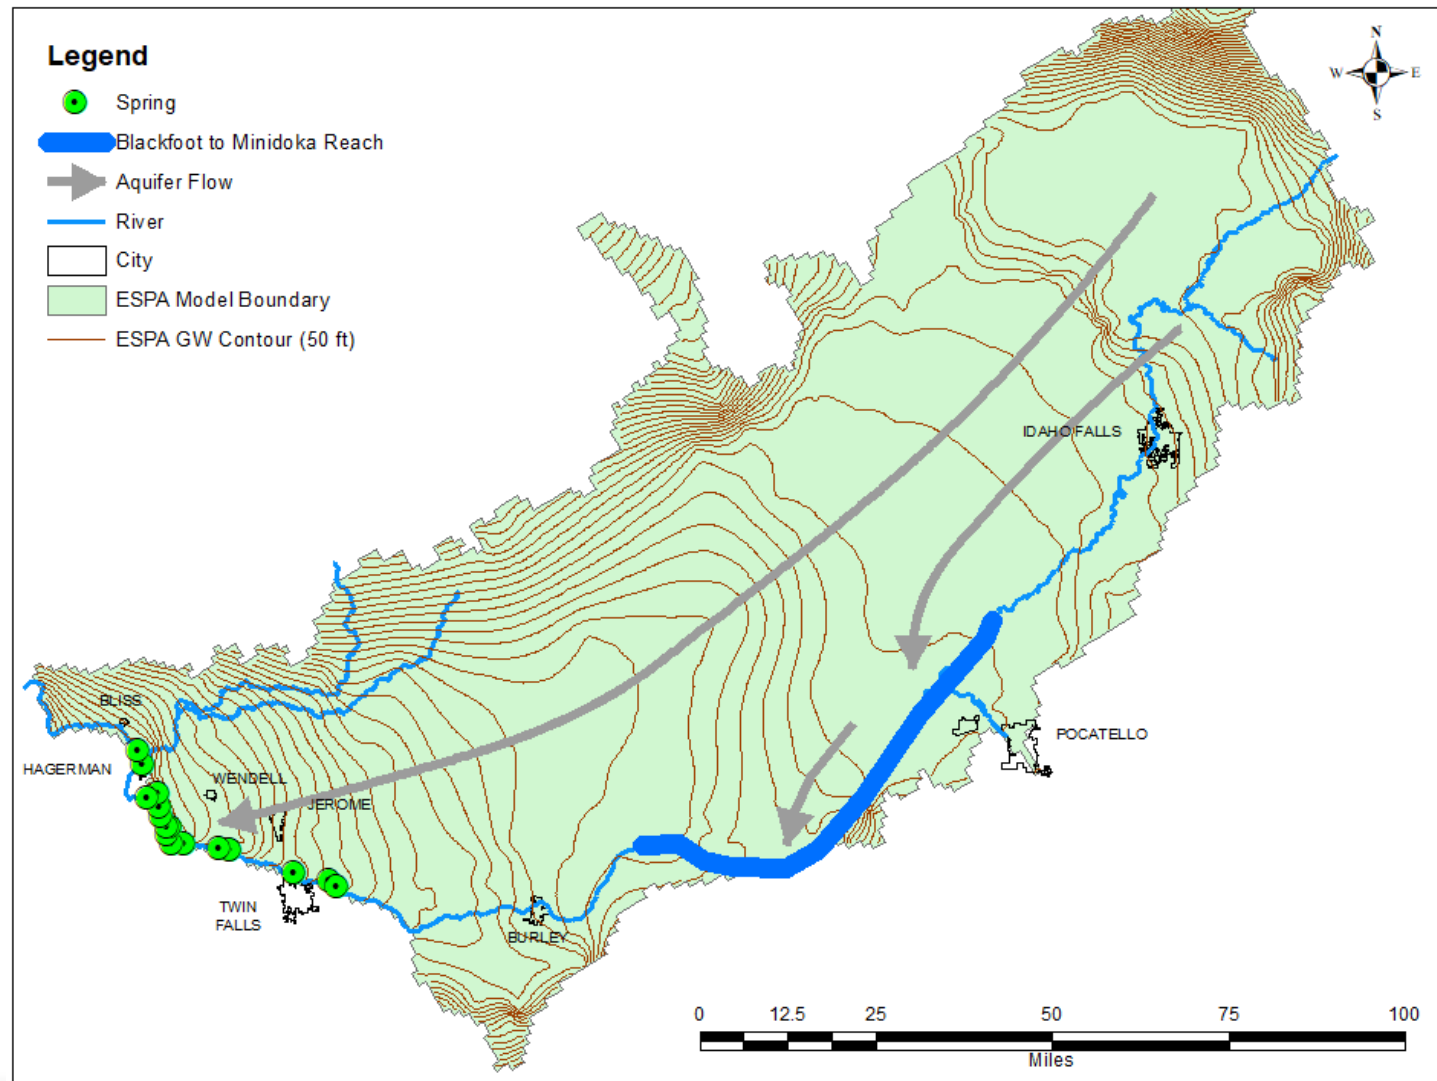 Legend
Spring
Blackfoot to Minidoka Reach
Aquifer Flow
River
City
ESPA Model Boundary
ESPA GW Contour (50 ft)
N
W E
S
IDAHO FALLS
BLISS
POCATELLO
HAGERMAN
WENDELL
JEROME
TWIN
FALLS
BURLEY
0 12.5 25 50 75 100
Miles